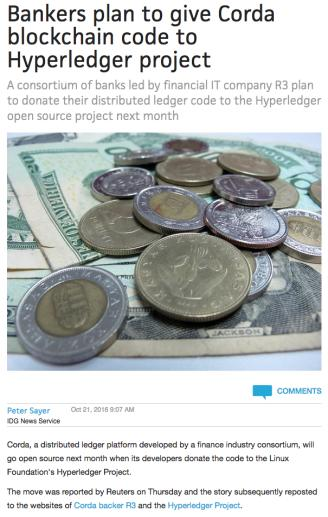 Bankers plan to give Corda
blockchain code to
Hyperledger project
A consortium of banks led by financial IT company R3 plan
to donate their distributed ledger code to the Hyperledger
open source project next month
JACKSON
COMMENTS
Peter Sayer
Oct 21, 2016 9:07 AM
IDG News Service
Corda, a distributed ledger platform developed by a finance industry consortium, will
go open source next month when its developers donate the code to the Linux
Foundation's Hyperledger Project.
The move was reported by Reuters on Thursday and the story subsequently reposted
to the websites of Corda backer R3 and the Hyperledger Project.